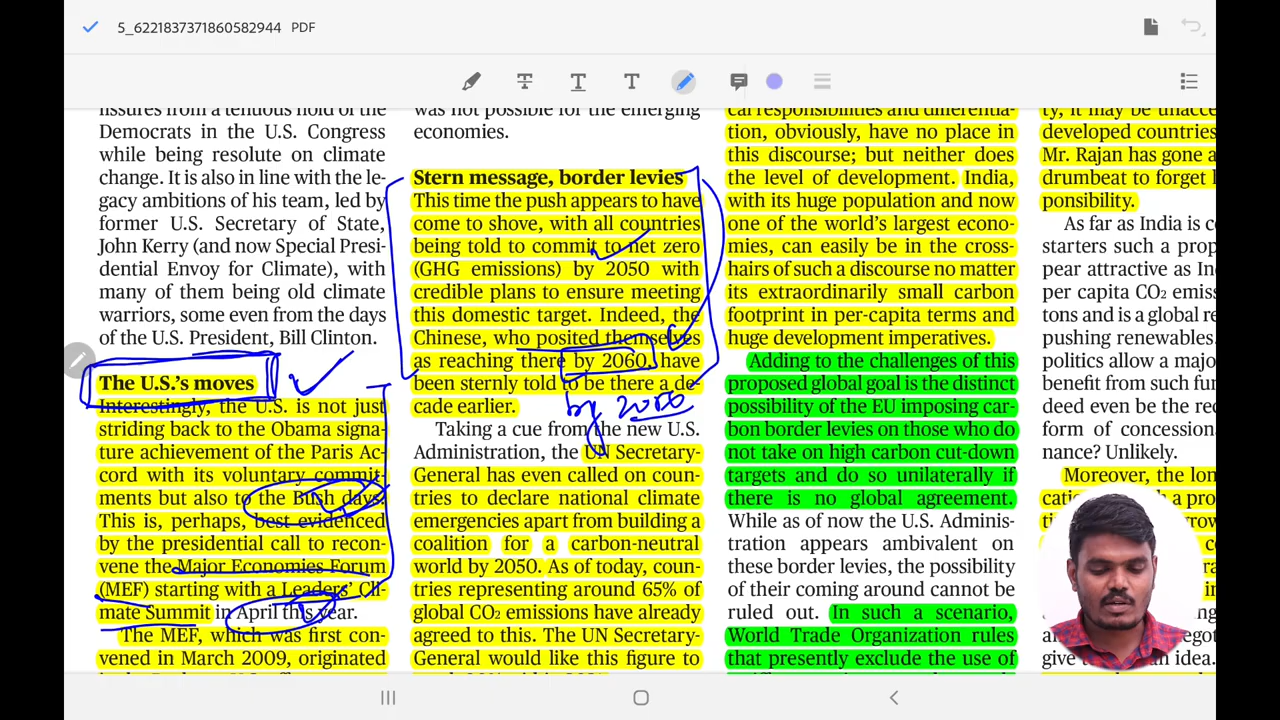 5_6221837371860582944 PDF
fissures from a tenuous hold of the
Democrats in the U.S. Congress
while being resolute on climate
change. It is also in line with the le-
gacy ambitions of his team, led by
former U.S. Secretary of State,
John Kerry (and now Special Presi-
dential Envoy for Climate), with
many of them being old climate
warriors, some even from the days
of the U.S. President, Bill Clinton.
The U.S.'s moves
Interestingly, the U.S. is not just
striding back to the Obama signa-
ture achievement of the Paris Ac-
cord with its voluntary commit-
ments but also to the Bush days.
This is, perhaps, best evidenced
by the presidential call to recon-
vene the Major Economies Forum
(MEF) starting with a Leaders' Cli-
mate Summit in April this year.
The MEF, which was first con-
vened in March 2009, originated
was not possible for the emerging
economies.
Stern message, border levies
This time the push appears to have
come to shove, with all countries
being told to commit to net zero
(GHG emissions) by 2050 with
credible plans to ensure meeting
this domestic target. Indeed, the
Chinese, who posited themselves
as reaching there by 2060, have
been sternly told to be there a de-
cade earlier.
by 2050
Taking a cue from the new U.S.
Administration, the UN Secretary-
General has even called on coun-
tries to declare national climate
emergencies apart from building a
coalition for a carbon-neutral
world by 2050. As of today, coun-
tries representing around 65% of
global CO₂ emissions have already
agreed to this. The UN Secretary-
General would like this figure to
cal responsibilities and differentia-
tion, obviously, have no place in
this discourse; but neither does
the level of development. India,
with its huge population and now
one of the world's largest econo-
mies, can easily be in the cross-
hairs of such a discourse no matter
its extraordinarily small carbon
footprint in per-capita terms and
huge development imperatives.
Adding to the challenges of this
proposed global goal is the distinct
possibility of the EU imposing car-
bon border levies on those who do
not take on high carbon cut-down
targets and do so unilaterally if
there is no global agreement.
While as of now the U.S. Adminis-
tration appears ambivalent on
these border levies, the possibility
of their coming around cannot be
ruled out. In such a scenario,
World Trade Organization rules
that presently exclude the use of
ty, it may be
developed countries
Mr. Rajan has gone
drumbeat to forget
ponsibility.
As far as India is
starters such a
pear attractive as
per capita CO₂
tons and is a global
pushing renewables.
politics allow a
benefit from such
deed even be the
form of
nance? Unlikely.
Moreover, the
an idea.